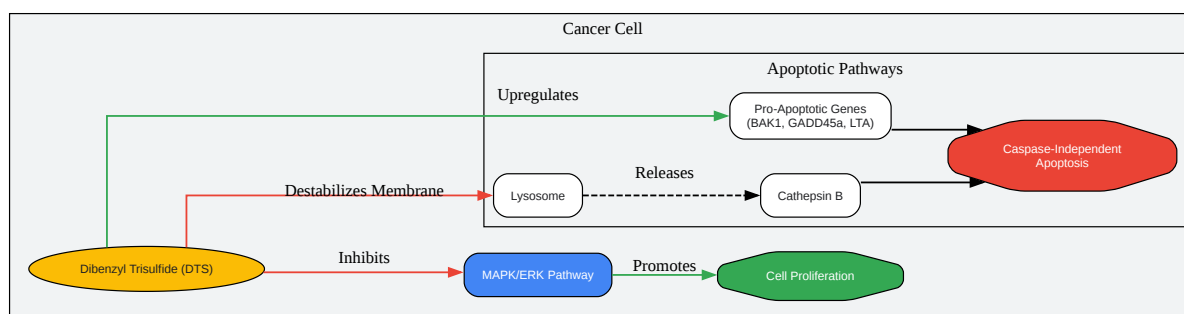 Cancer Cell
Apoptotic Pathways
Upregulates
Pro-Apoptotic Genes
(BAK1, GADD45a, LTA)
Caspase-Independent
Apoptosis
Destabilizes Membrane
Lysosome
Releases
Cathepsin B
Dibenzyl Trisulfide (DTS)
Inhibits
MAPK/ERK Pathway
Promotes
Cell Proliferation